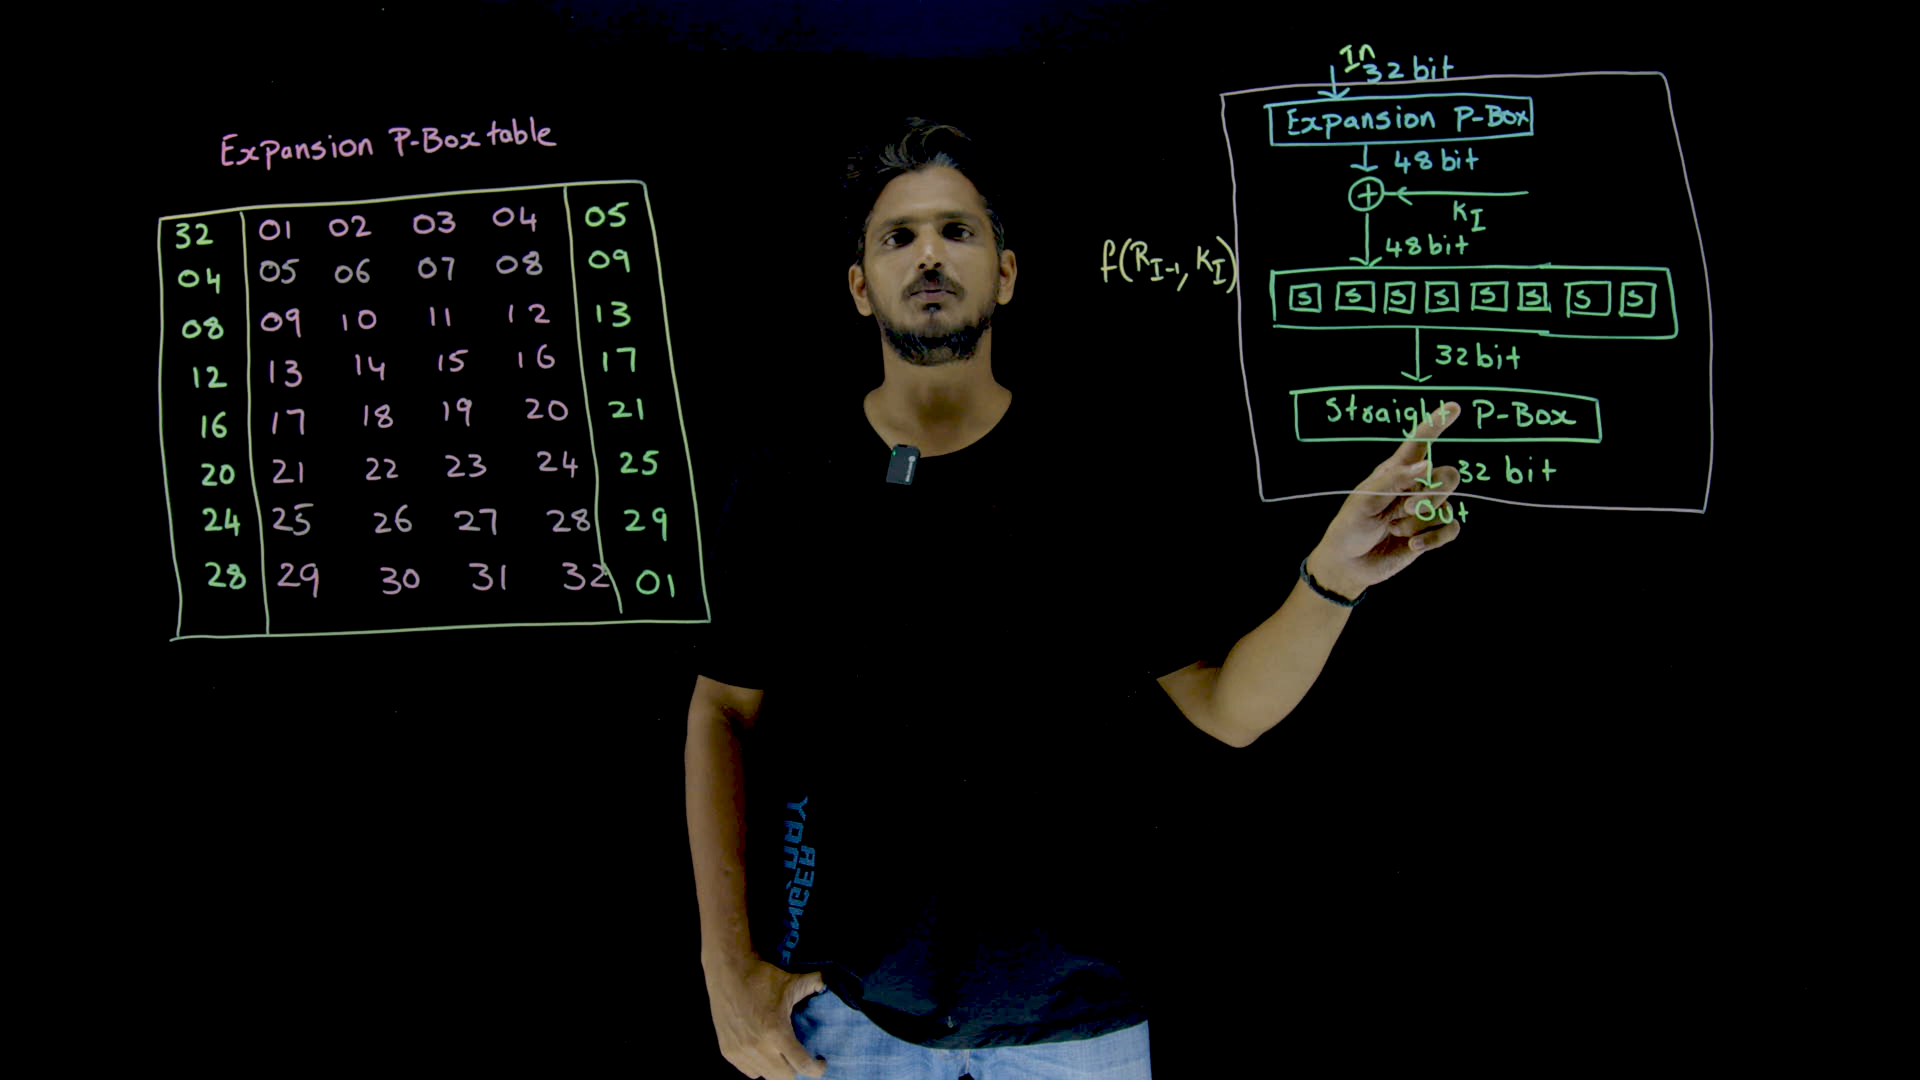 Expansion P-Box table
32 01 02 03 04 05
04 05 06 07 08 09
08 09 10 11 12 13
12 13 14 15 16 17
16 17 18 19 20 21
20 21 22 23 24 25
24 25 26 27 28 29
28 29 30 31 32 01
In
32 bit
Expansion P-Box
48 bit
+
KI
48 bit
f(RI-1, KI)
S S S S S S S S
32 bit
Straight P-Box
32 bit
Out